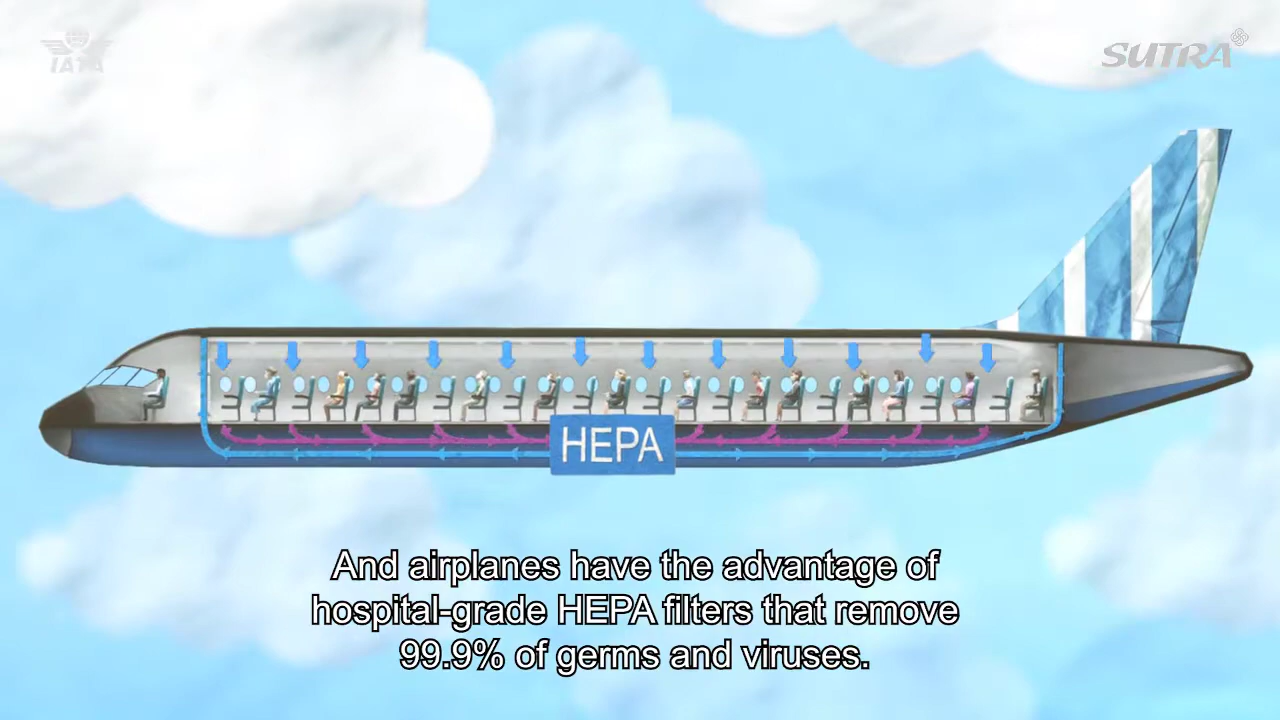 IATA
SUTRA
HEPA
And airplanes have the advantage of
hospital-grade HEPA filters that remove
99.9% of germs and viruses.